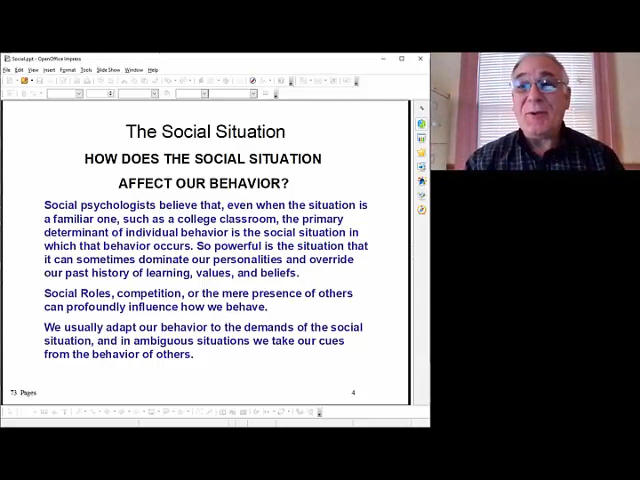 Social.ppt - OpenOffice Impress
File Edit View Insert Format Tools Slide Show Window Help
The Social Situation
HOW DOES THE SOCIAL SITUATION
AFFECT OUR BEHAVIOR?
Social psychologists believe that, even when the situation is
a familiar one, such as a college classroom, the primary
determinant of individual behavior is the social situation in
which that behavior occurs. So powerful is the situation that
it can sometimes dominate our personalities and override
our past history of learning, values, and beliefs.
Social Roles, competition, or the mere presence of others
can profoundly influence how we behave.
We usually adapt our behavior to the demands of the social
situation, and in ambiguous situations we take our cues
from the behavior of others.
73 Pages 4